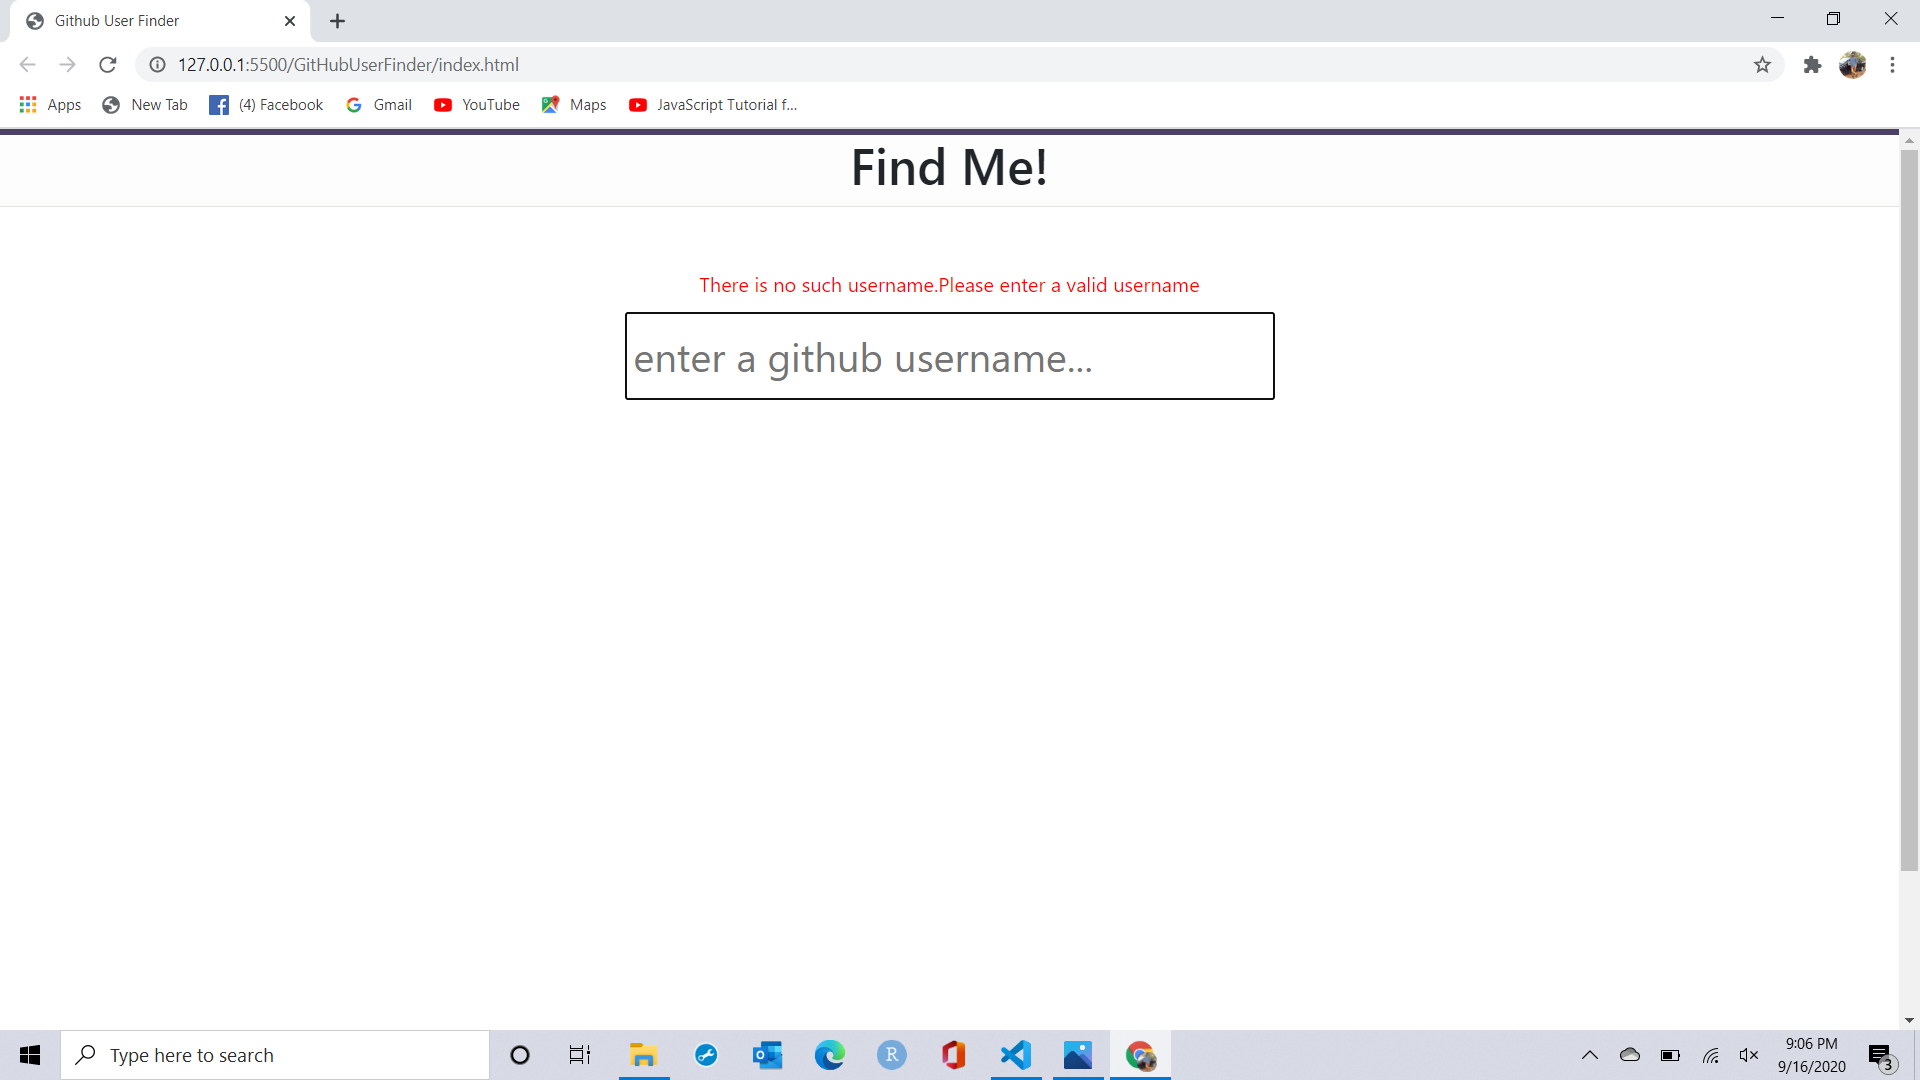 Github User Finder
127.0.0.1:5500/GitHubUserFinder/index.html
Apps New Tab (4) Facebook Gmail YouTube Maps JavaScript Tutorial f...
Find Me!
There is no such username.Please enter a valid username
enter a github username...
Type here to search
R
9:06 PM
9/16/2020
3